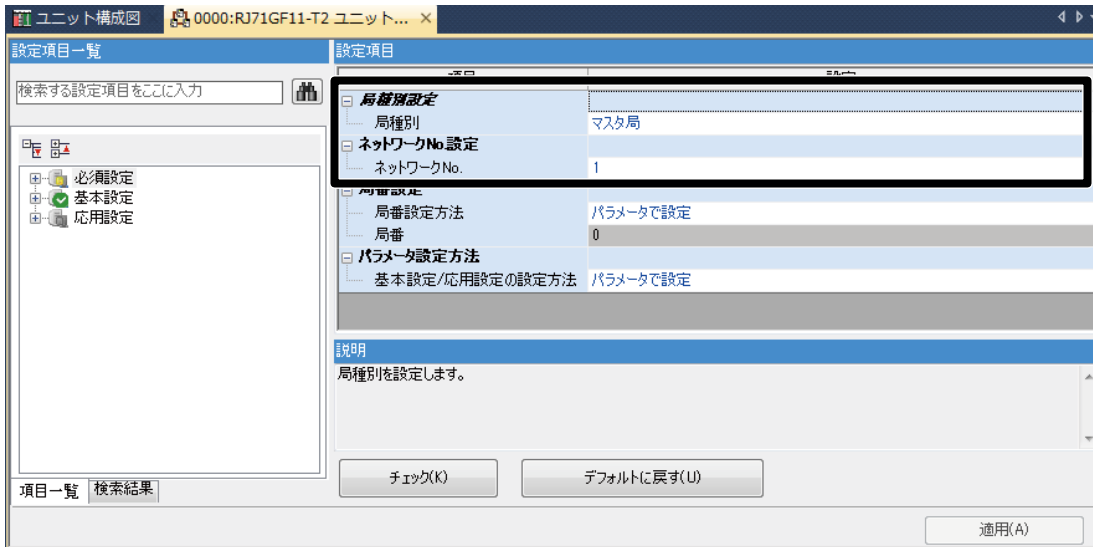 ユニット構成図 0000:RJ71GF11-T2 ユニット... ×
設定項目一覧
検索する設定項目をここに入力
必須設定
基本設定
応用設定
項目一覧 検索結果
設定項目
項目 設定
局種別設定
局種別 マスタ局
ネットワークNo.設定
ネットワークNo. 1
局番設定
局番設定方法 パラメータで設定
局番 0
パラメータ設定方法
基本設定/応用設定の設定方法 パラメータで設定
説明
局種別を設定します。
チェック(K) デフォルトに戻す(U)
適用(A)